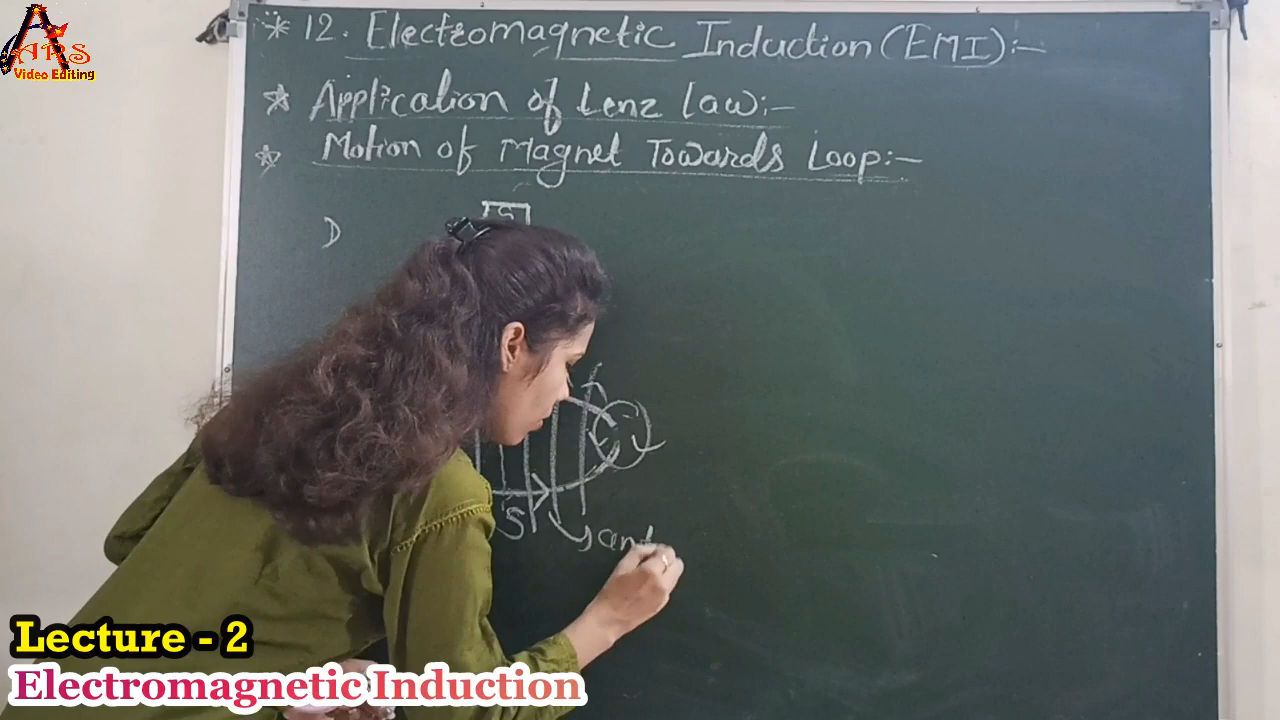 ARS
Video Editing
* 12. Electromagnetic Induction (EMI):-
* Application of Lenz Law:-
* Motion of Magnet Towards Loop:-
S
S
ant
Lecture - 2
Electromagnetic Induction